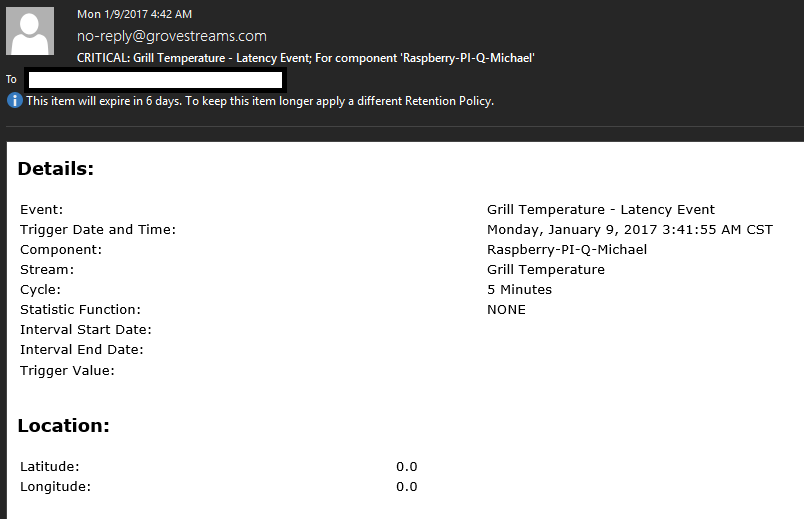 Mon 1/9/2017 4:42 AM
no-reply@grovestreams.com
CRITICAL: Grill Temperature - Latency Event; For component 'Raspberry-PI-Q-Michael'
To
This item will expire in 6 days. To keep this item longer apply a different Retention Policy.
Details:
Event: Grill Temperature - Latency Event
Trigger Date and Time: Monday, January 9, 2017 3:41:55 AM CST
Component: Raspberry-PI-Q-Michael
Stream: Grill Temperature
Cycle: 5 Minutes
Statistic Function: NONE
Interval Start Date:
Interval End Date:
Trigger Value:
Location:
Latitude: 0.0
Longitude: 0.0